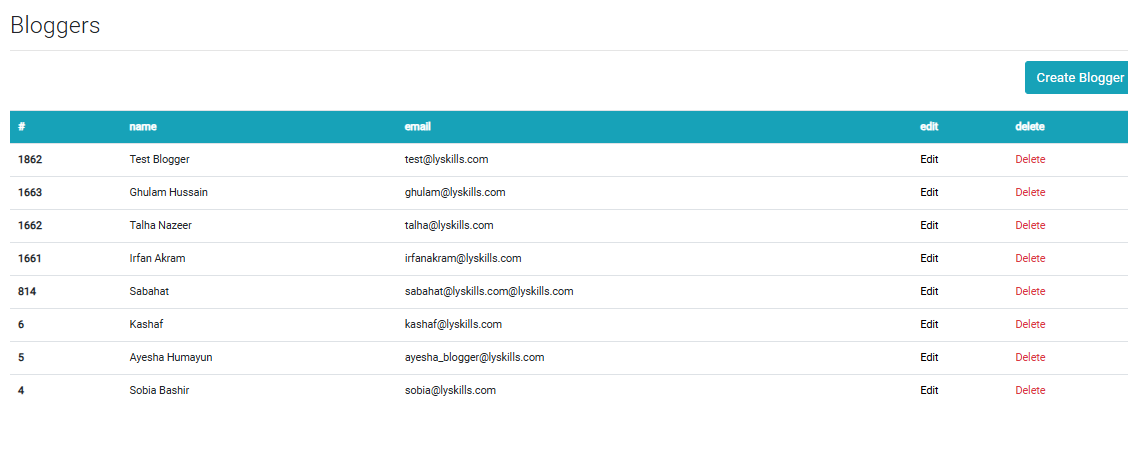 Bloggers
Create Blogger
# name email edit delete
1862 Test Blogger test@lyskills.com Edit Delete
1663 Ghulam Hussain ghulam@lyskills.com Edit Delete
1662 Talha Nazeer talha@lyskills.com Edit Delete
1661 Irfan Akram irfanakram@lyskills.com Edit Delete
814 Sabahat sabahat@lyskills.com@lyskills.com Edit Delete
6 Kashaf kashaf@lyskills.com Edit Delete
5 Ayesha Humayun ayesha_blogger@lyskills.com Edit Delete
4 Sobia Bashir sobia@lyskills.com Edit Delete